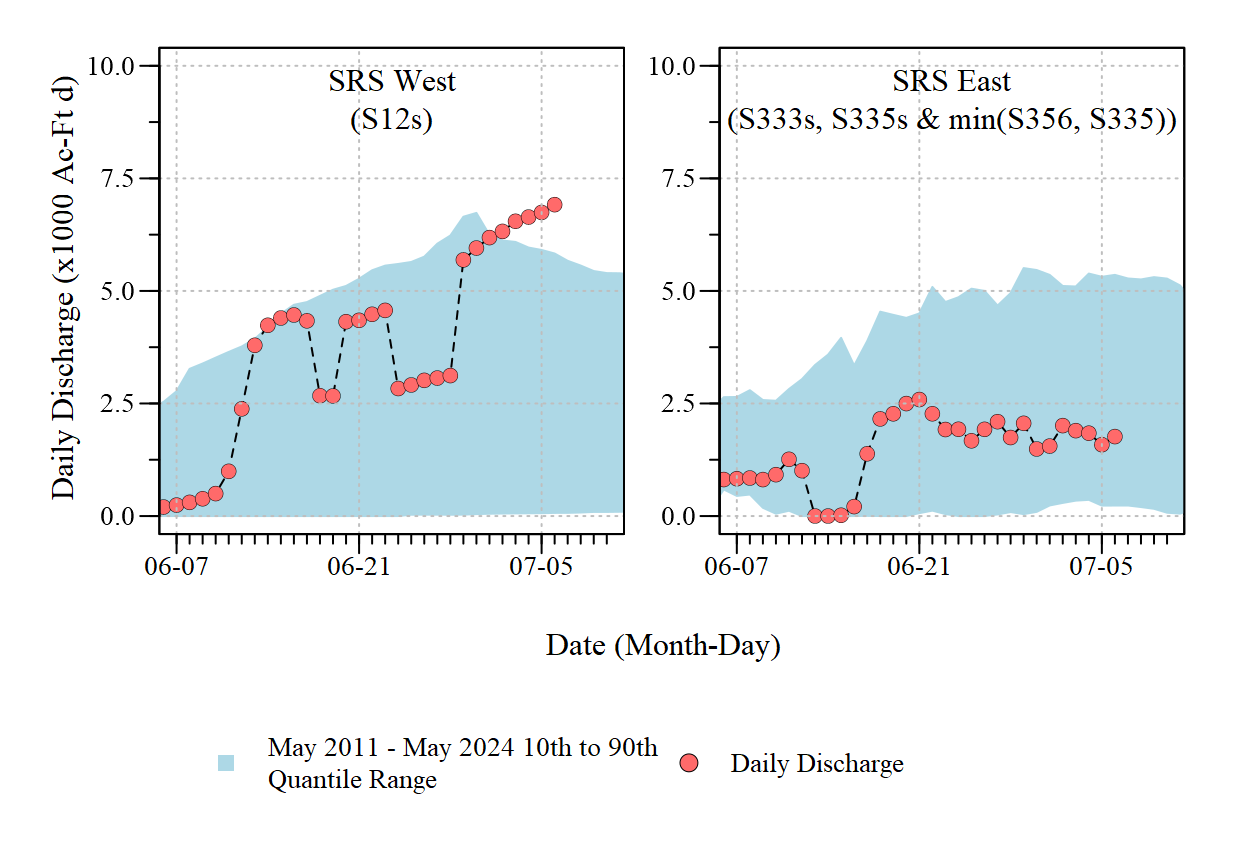 Daily Discharge (x1000 Ac-Ft d)
10.0
7.5
5.0
2.5
0.0
SRS West
(S12s)
06-07
06-21
07-05
10.0
7.5
5.0
2.5
0.0
SRS East
(S333s, S335s & min(S356, S335))
06-07
06-21
07-05
Date (Month-Day)
May 2011 - May 2024 10th to 90th
Quantile Range
Daily Discharge